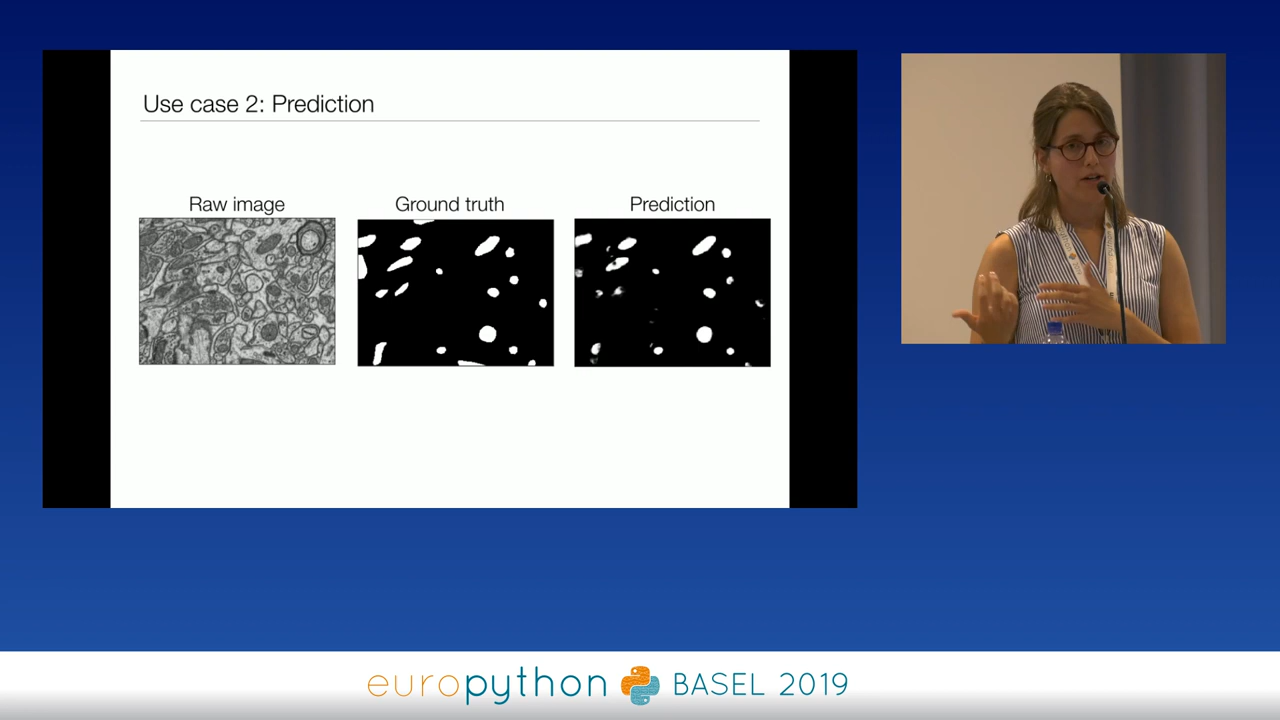 Use case 2: Prediction
Raw image
Ground truth
Prediction
europython BASEL 2019